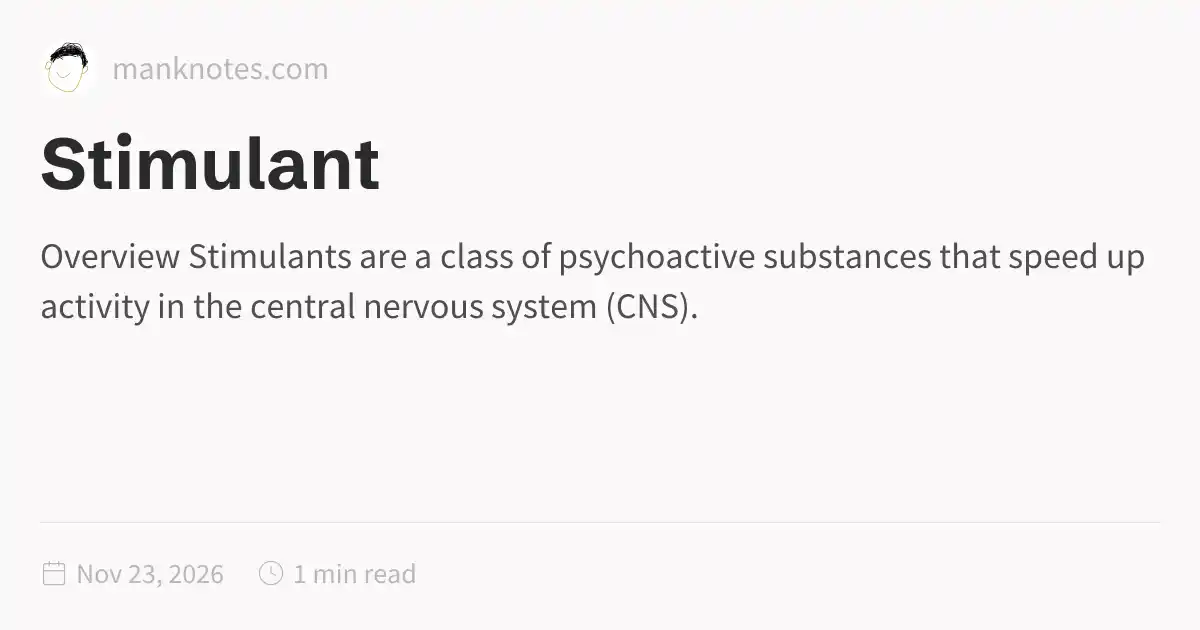 manknotes.com
Stimulant
Overview Stimulants are a class of psychoactive substances that speed up
activity in the central nervous system (CNS).
Nov 23, 2026 1 min read